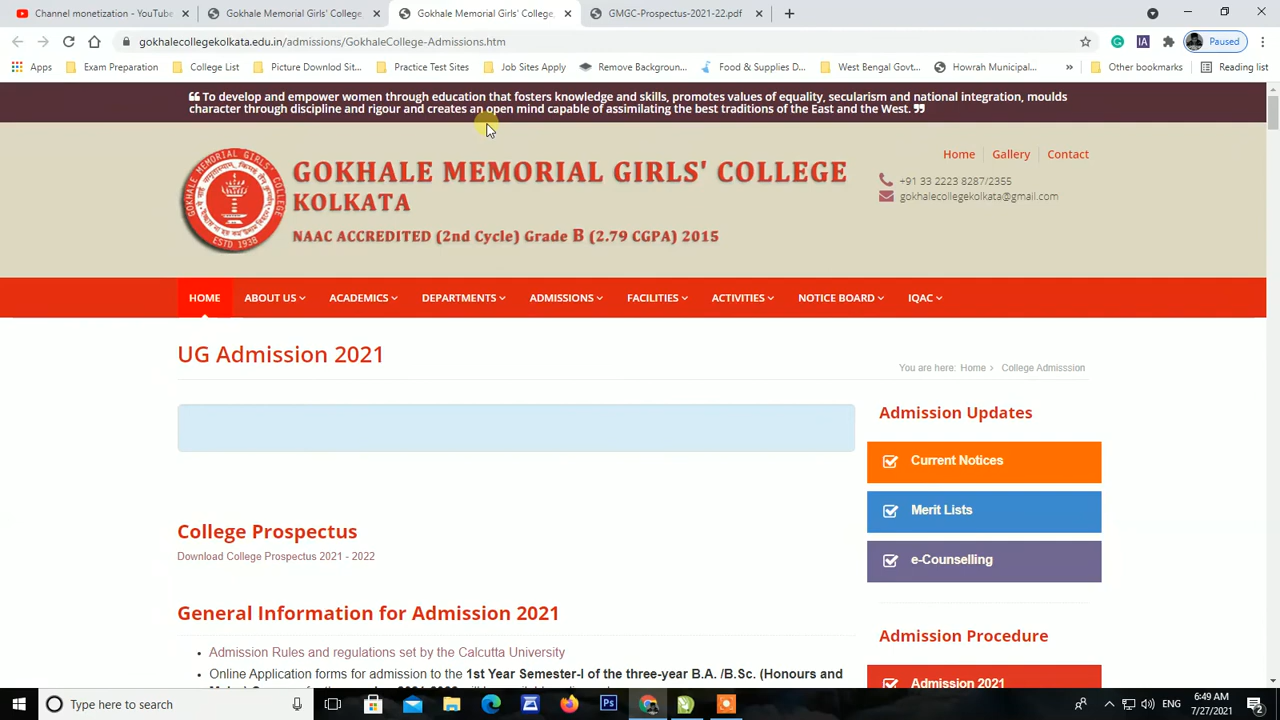 Channel monetization - YouTube
Gokhale Memorial Girls' College
Gokhale Memorial Girls' College
GMGC-Prospectus-2021-22.pdf
gokhalecollegekolkata.edu.in/admissions/GokhaleCollege-Admissions.htm
Paused
Apps
Exam Preparation
College List
Picture Downlod Sit...
Practice Test Sites
Job Sites Apply
Remove Backgroun...
Food & Supplies D...
West Bengal Govt...
Howrah Municipal...
»
Other bookmarks
Reading list
To develop and empower women through education that fosters knowledge and skills, promotes values of equality, secularism and national integration, moulds
character through discipline and rigour and creates an open mind capable of assimilating the best traditions of the East and the West.
GOKHALE MEMORIAL GIRLS' COLLEGE
KOLKATA
NAAC ACCREDITED (2nd Cycle) Grade B (2.79 CGPA) 2015
GOKHALE MEMORIAL GIRLS' COLLEGE
ESTD 1938
Home
Gallery
Contact
+91 33 2223 8287/2355
gokhalecollegekolkata@gmail.com
HOME
ABOUT US
ACADEMICS
DEPARTMENTS
ADMISSIONS
FACILITIES
ACTIVITIES
NOTICE BOARD
IQAC
UG Admission 2021
You are here: Home > College Admisssion
Admission Updates
Current Notices
Merit Lists
e-Counselling
College Prospectus
Download College Prospectus 2021 - 2022
General Information for Admission 2021
Admission Rules and regulations set by the Calcutta University
Online Application forms for admission to the 1st Year Semester-I of the three-year B.A. /B.Sc. (Honours and
Admission Procedure
Admission 2021
Type here to search
Ps
ENG
6:49 AM
7/27/2021
2